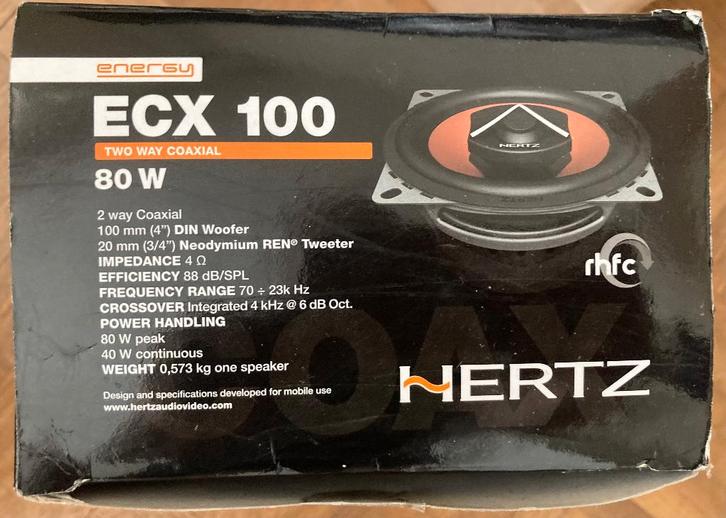 energy
ECX 100
TWO WAY COAXIAL
80 W
2 way Coaxial
100 mm (4”) DIN Woofer
20 mm (3/4”) Neodymium REN® Tweeter
IMPEDANCE 4 Ω
EFFICIENCY 88 dB/SPL
FREQUENCY RANGE 70 ÷ 23k Hz
CROSSOVER Integrated 4 kHz @ 6 dB Oct.
POWER HANDLING
80 W peak
40 W continuous
WEIGHT 0,573 kg one speaker
Design and specifications developed for mobile use
www.hertzaudiovideo.com
HERTZ
HERTZ
rhfc
COAX
HERTZ